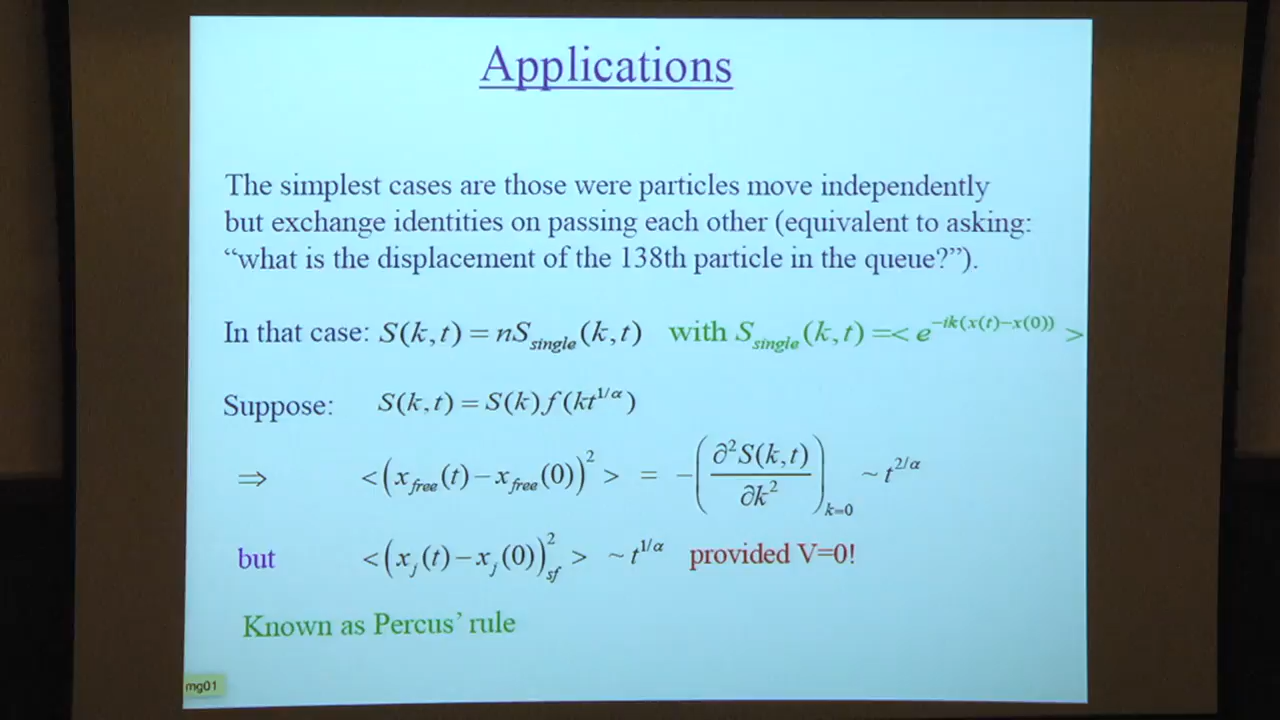 Applications
The simplest cases are those were particles move independently
but exchange identities on passing each other (equivalent to asking:
“what is the displacement of the 138th particle in the queue?”).
In that case: S(k,t) = nS_single(k,t) with S_single(k,t) =< e^{-ik(x(t)-x(0))} >
Suppose: S(k,t) = S(k) f(kt^{1/α})
⇒ <(x_free(t) − x_free(0))^2> = −(∂²S(k,t)/∂k²)_{k=0} ~ t^{2/α}
but <(x_j(t) − x_j(0))^2_sf> ~ t^{1/α} provided V=0!
Known as Percus’ rule
mg01